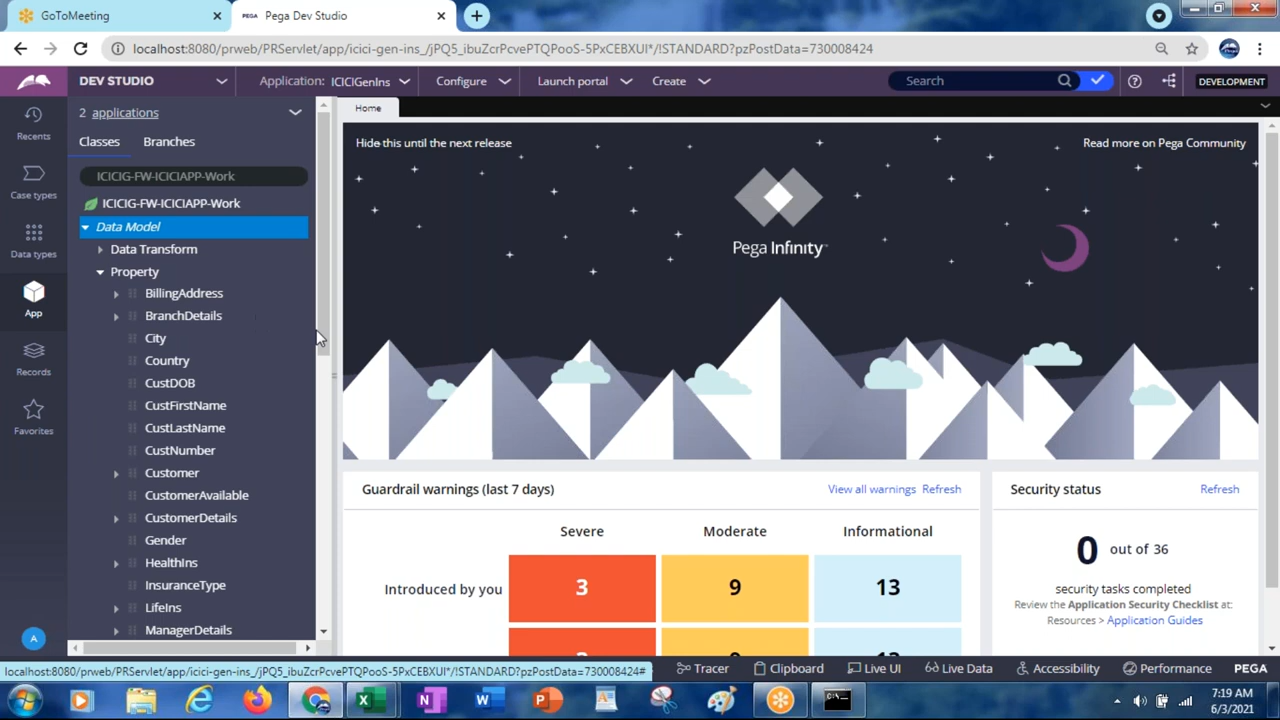 GoToMeeting
PEGA Pega Dev Studio
localhost:8080/prweb/PRServlet/app/icici-gen-ins_/jPQ5_ibuZcrPcvePTQPooS-5PxCEBXUI*/!STANDARD?pzPostData=730008424
DEV STUDIO
Application: ICICIGenIns
Configure
Launch portal
Create
Search
DEVELOPMENT
Recents
Case types
Data types
App
Records
Favorites
A
2 applications
Classes Branches
ICICIG-FW-ICICIAPP-Work
ICICIG-FW-ICICIAPP-Work
Data Model
Data Transform
Property
BillingAddress
BranchDetails
City
Country
CustDOB
CustFirstName
CustLastName
CustNumber
Customer
CustomerAvailable
CustomerDetails
Gender
HealthIns
InsuranceType
LifeIns
ManagerDetails
Home
Hide this until the next release
Read more on Pega Community
Pega Infinity
Guardrail warnings (last 7 days)
View all warnings Refresh
Severe Moderate Informational
Introduced by you 3 9 13
Security status Refresh
0 out of 36
security tasks completed
Review the Application Security Checklist at:
Resources > Application Guides
localhost:8080/prweb/PRServlet/app/icici-gen-ins_/jPQ5_ibuZcrPcvePTQPooS-5PxCEBXUI*/!STANDARD?pzPostData=730008424#
Tracer Clipboard Live UI Live Data Accessibility Performance PEGA
7:19 AM
6/3/2021